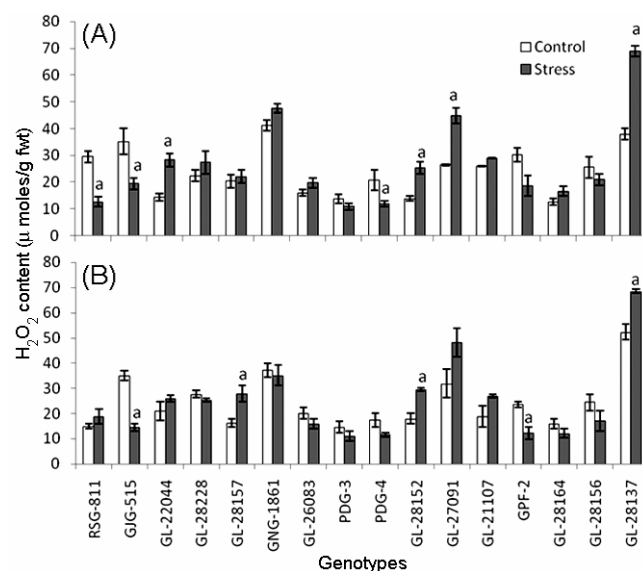 (A)
Control
Stress
80
70
60
50
40
30
20
10
0
a
a
a
a
a
a
a
(B)
80
70
60
50
40
30
20
10
0
a
a
a
a
a
H₂O₂ content (μ moles/g fwt)
RSG-811
GJG-515
GL-22044
GL-28228
GL-28157
GNG-1861
GL-26083
PDG-3
PDG-4
GL-28152
GL-27091
GL-21107
GPF-2
GL-28164
GL-28156
GL-28137
Genotypes